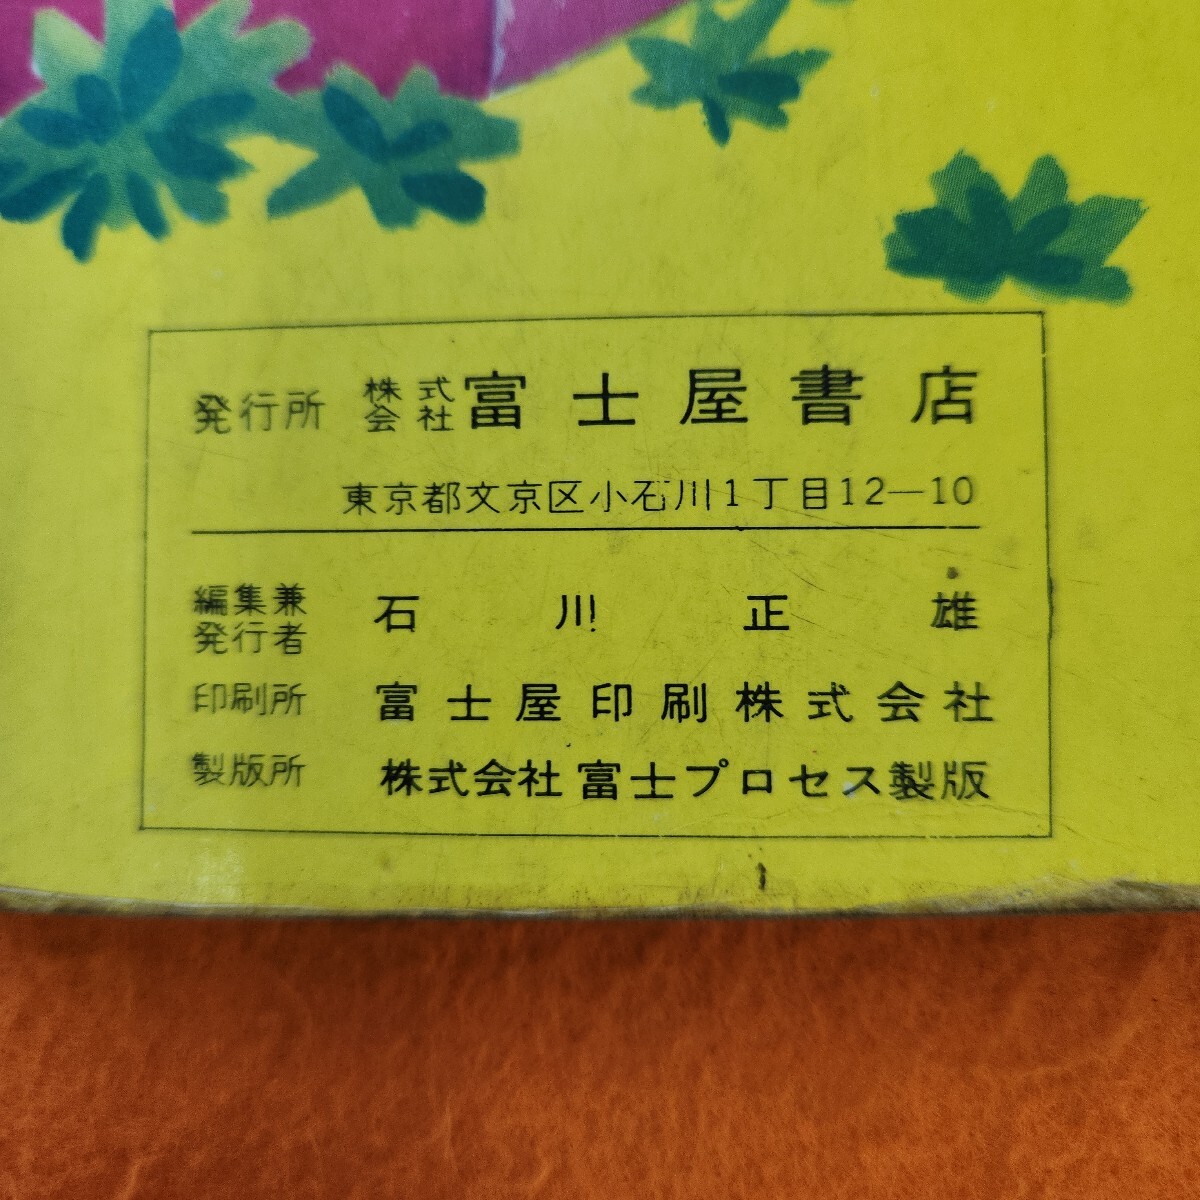 発行所 株式会社 富士屋書店
東京都文京区小石川1丁目12―10
編集兼発行者 石川正雄
印刷所 富士屋印刷株式会社
製版所 株式会社富士プロセス製版